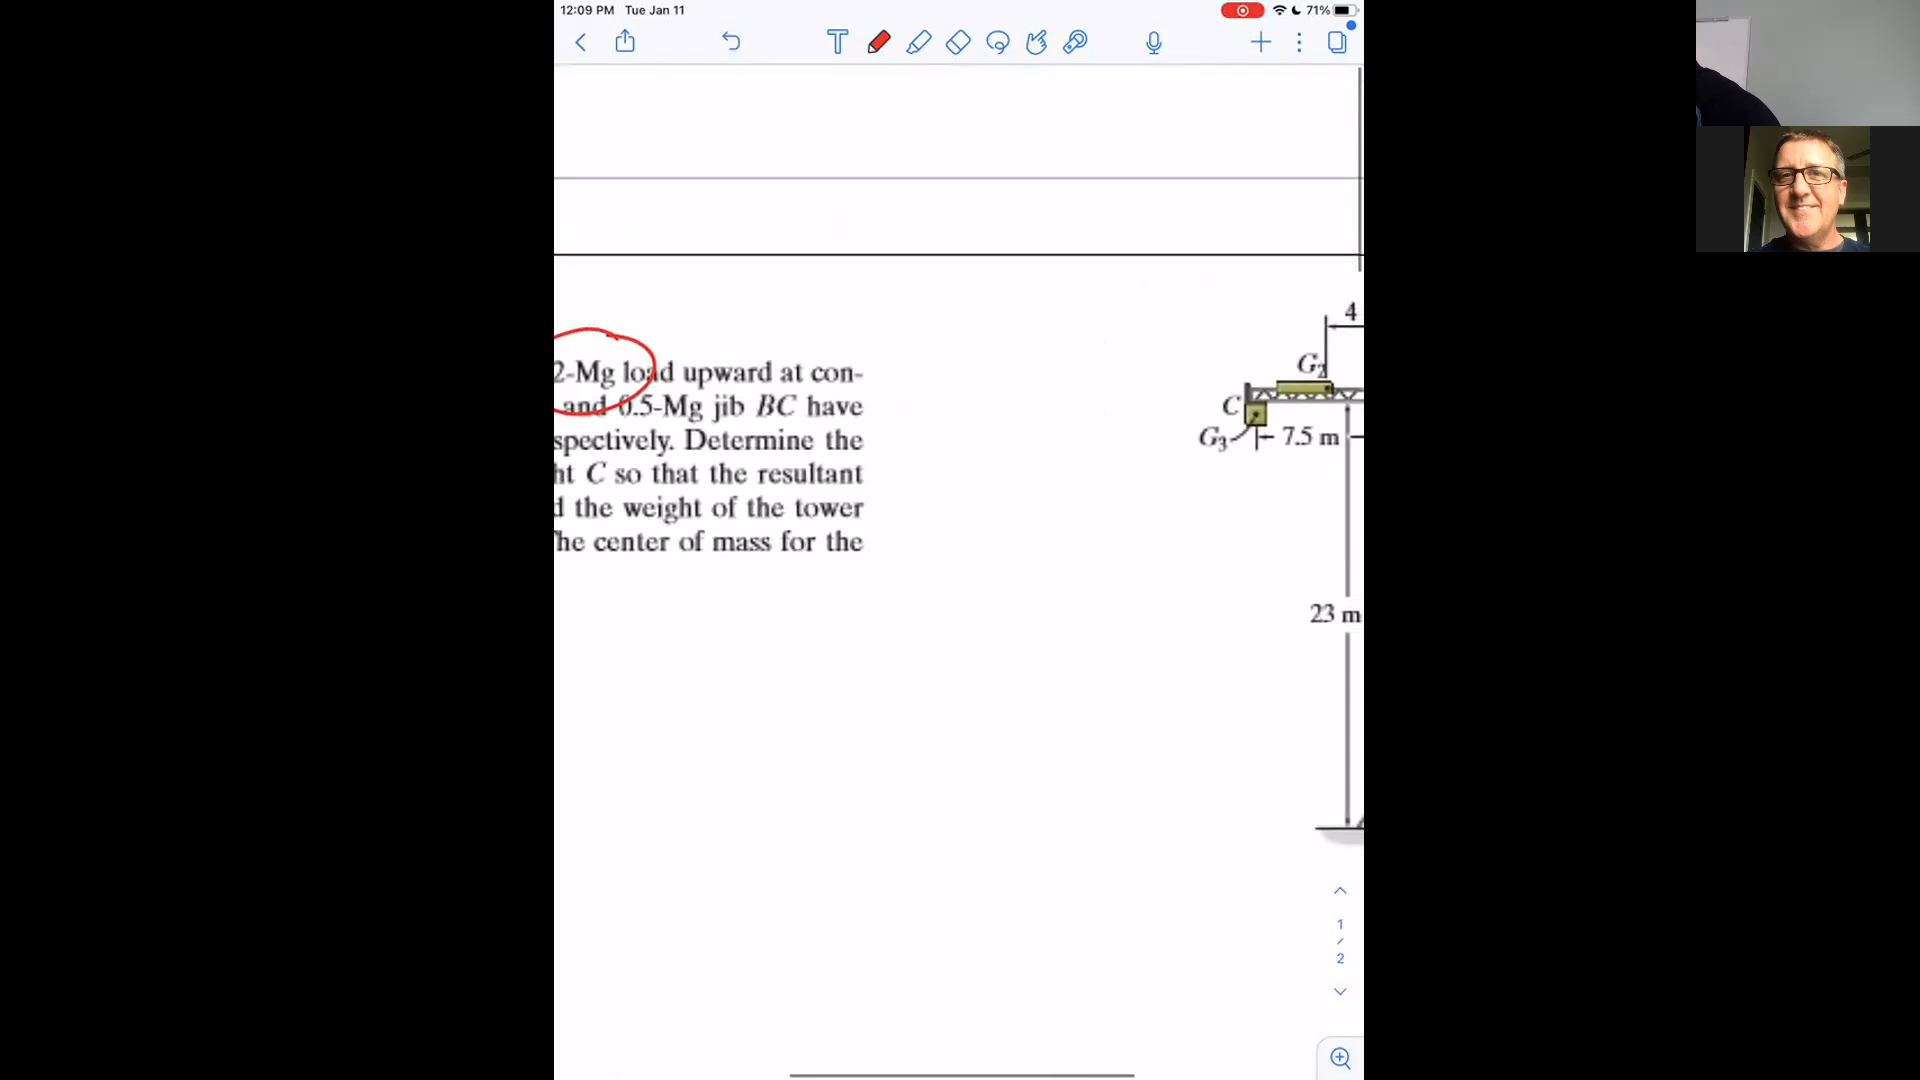 12:09 PM Tue Jan 11
71%
2-Mg load upward at con-
and 0.5-Mg jib BC have
spectively. Determine the
ht C so that the resultant
d the weight of the tower
he center of mass for the
4
G2
C
G3
7.5 m
23 m
1
/
2